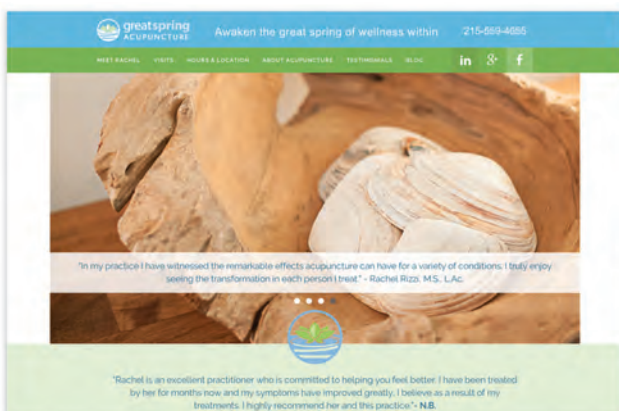 greatspring
ACUPUNCTURE
Awaken the great spring of wellness within
215-559-4655
MEET RACHEL VISITS HOURS & LOCATION ABOUT ACUPUNCTURE TESTIMONIALS BLOG
in g+ f
"In my practice I have witnessed the remarkable effects acupuncture can have for a variety of conditions. I truly enjoy
seeing the transformation in each person I treat." - Rachel Rizzi, M.S., L.Ac.
"Rachel is an excellent practitioner who is committed to helping you feel better. I have been treated
by her for months now and my symptoms have improved greatly, I believe as a result of my
treatments. I highly recommend her and this practice."- N.B.